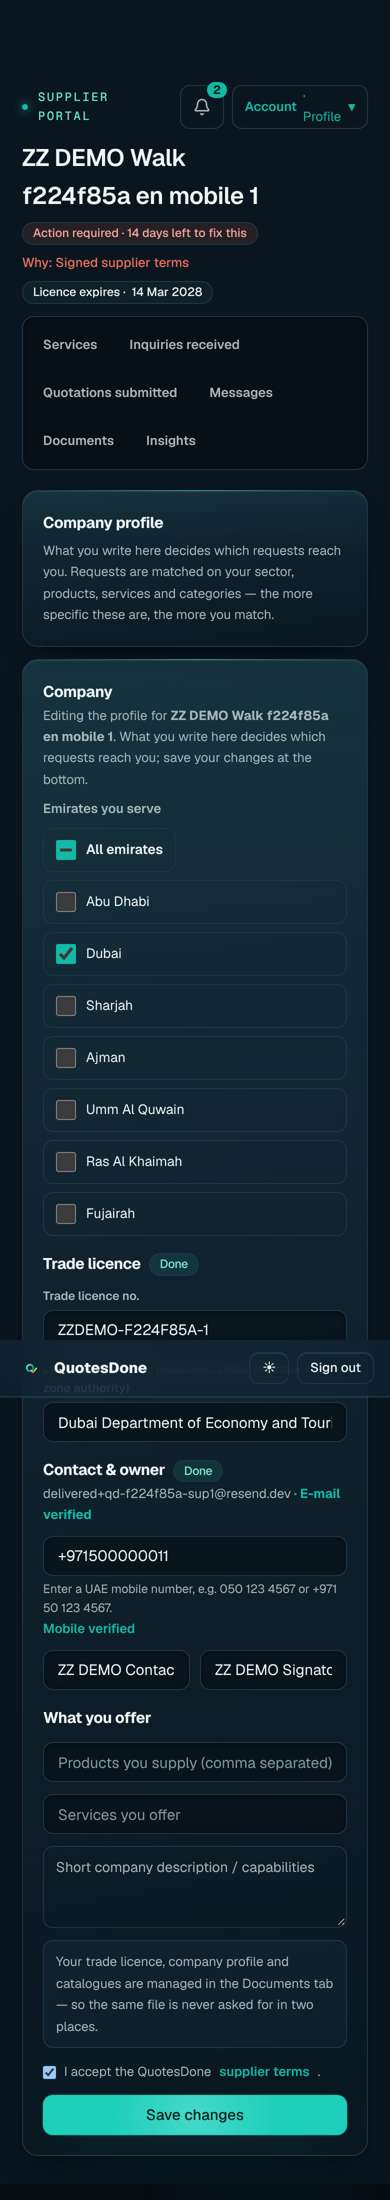 SUPPLIER
PORTAL
2
Account · Profile ▾
ZZ DEMO Walk
f224f85a en mobile 1
Action required · 14 days left to fix this
Why: Signed supplier terms
Licence expires · 14 Mar 2028
Services Inquiries received
Quotations submitted Messages
Documents Insights
Company profile
What you write here decides which requests reach
you. Requests are matched on your sector,
products, services and categories — the more
specific these are, the more you match.
Company
Editing the profile for ZZ DEMO Walk f224f85a
en mobile 1. What you write here decides which
requests reach you; save your changes at the
bottom.
Emirates you serve
All emirates
Abu Dhabi
Dubai
Sharjah
Ajman
Umm Al Quwain
Ras Al Khaimah
Fujairah
Trade licence Done
Trade licence no.
ZZDEMO-F224F85A-1
QuotesDone Sign out
zone authority)
Dubai Department of Economy and Touri
Contact & owner Done
delivered+qd-f224f85a-sup1@resend.dev · E-mail
verified
+971500000011
Enter a UAE mobile number, e.g. 050 123 4567 or +971
50 123 4567.
Mobile verified
ZZ DEMO Contac ZZ DEMO Signato
What you offer
Products you supply (comma separated)
Services you offer
Short company description / capabilities
Your trade licence, company profile and
catalogues are managed in the Documents tab
— so the same file is never asked for in two
places.
I accept the QuotesDone supplier terms .
Save changes